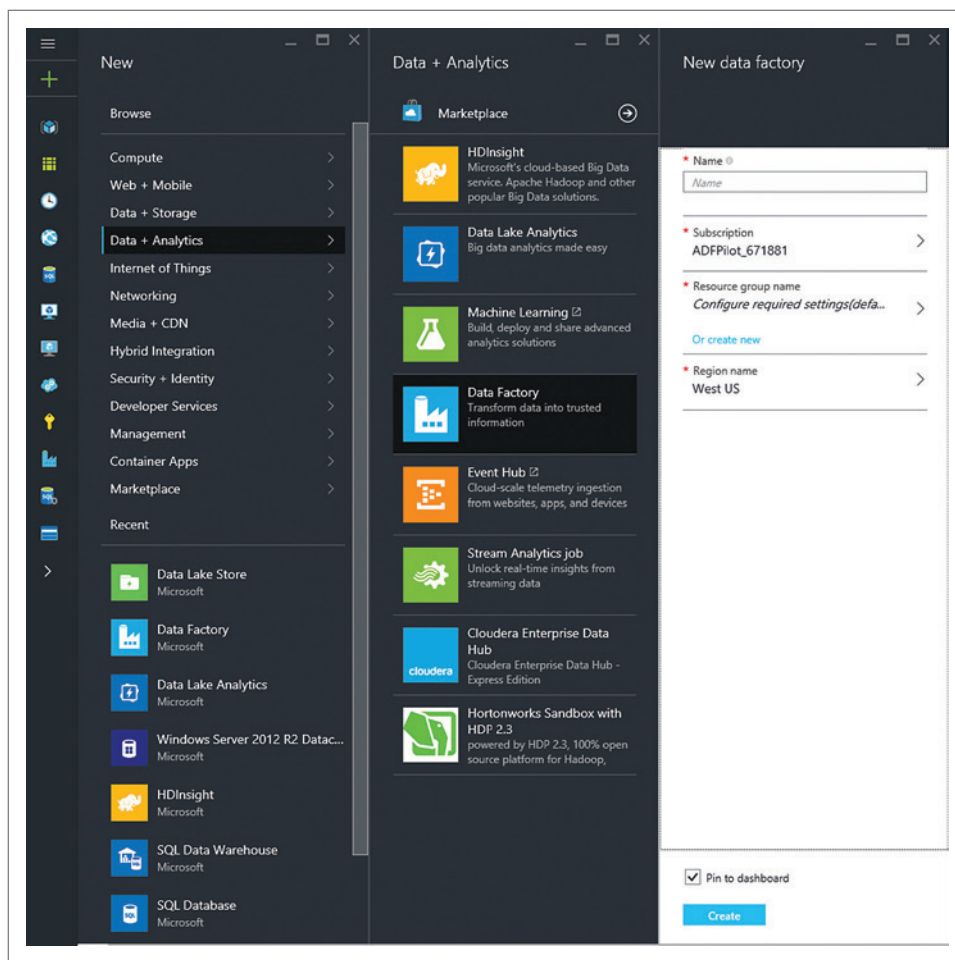 New
Browse
Compute
Web + Mobile
Data + Storage
Data + Analytics
Internet of Things
Networking
Media + CDN
Hybrid Integration
Security + Identity
Developer Services
Management
Container Apps
Marketplace
Recent
Data Lake Store
Microsoft
Data Factory
Microsoft
Data Lake Analytics
Microsoft
Windows Server 2012 R2 Datac...
Microsoft
HDInsight
Microsoft
SQL Data Warehouse
Microsoft
SQL Database
Microsoft
Data + Analytics
Marketplace
HDInsight
Microsoft's cloud-based Big Data
service. Apache Hadoop and other
popular Big Data solutions.
Data Lake Analytics
Big data analytics made easy
Machine Learning
Build, deploy and share advanced
analytics solutions
Data Factory
Transform data into trusted
information
Event Hub
Cloud-scale telemetry ingestion
from websites, apps, and devices
Stream Analytics job
Unlock real-time insights from
streaming data
cloudera
Cloudera Enterprise Data
Hub
Cloudera Enterprise Data Hub -
Express Edition
Hortonworks Sandbox with
HDP 2.3
powered by HDP 2.3, 100% open
source platform for Hadoop,
New data factory
* Name
Name
* Subscription
ADFPilot_671881
* Resource group name
Configure required settings(defa...
Or create new
* Region name
West US
Pin to dashboard
Create